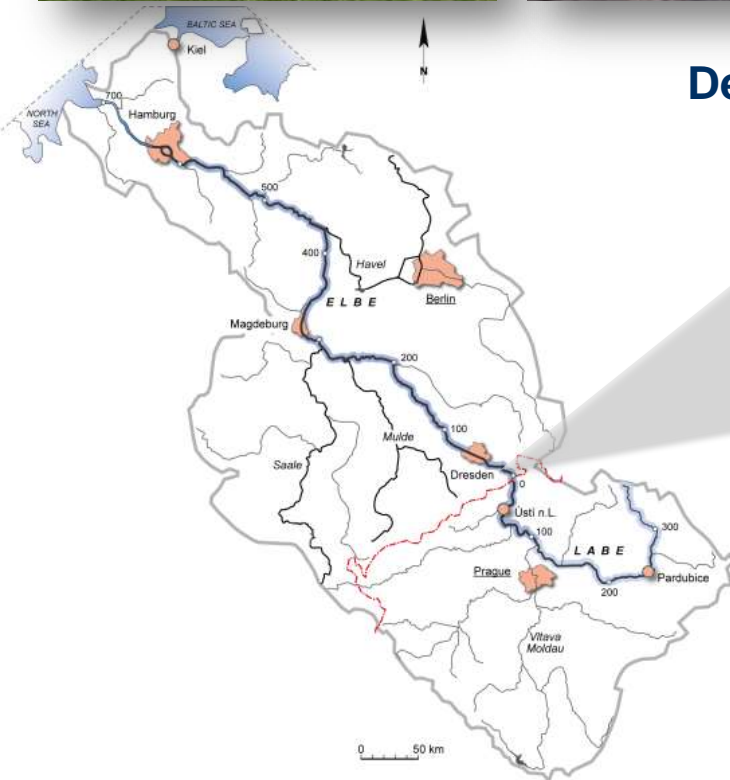 BALTIC SEA
Kiel
N
De
700
NORTH
SEA
Hamburg
500
400
Havel
Berlin
ELBE
Magdeburg
200
100
Mulde
Saale
Dresden
0
Ústí n.L.
100
300
LABE
Prague
Pardubice
200
Vltava
Moldau
0 50 km